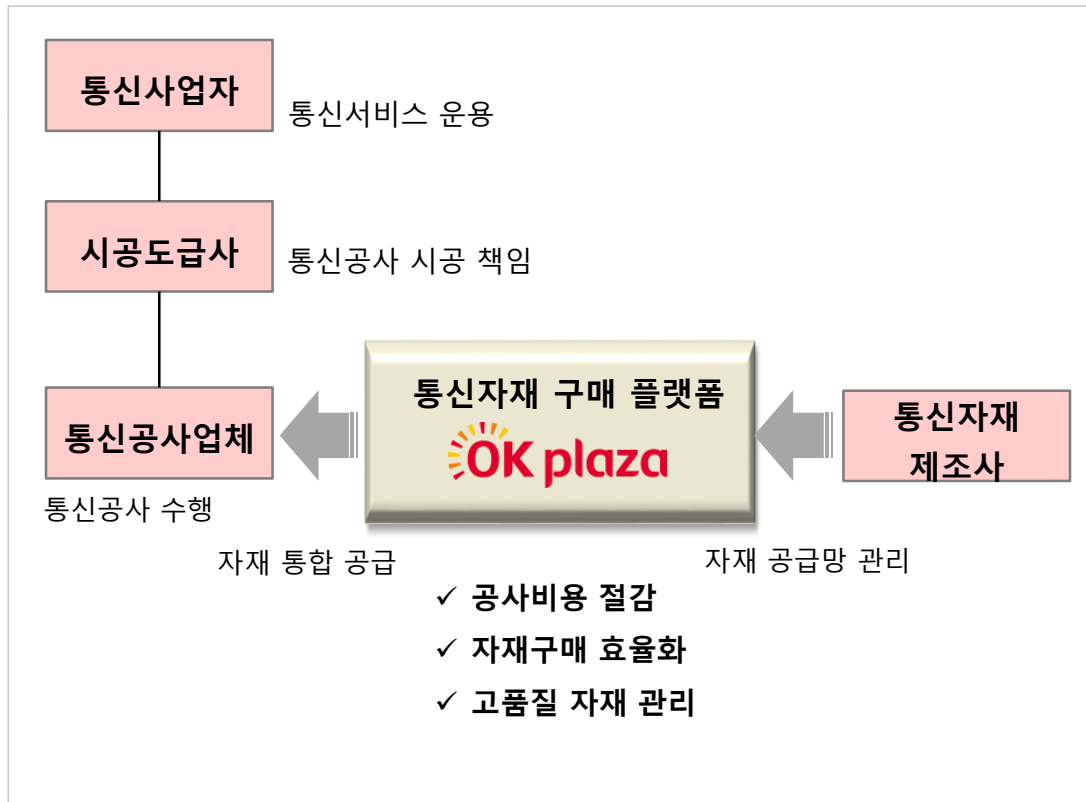 통신사업자
통신서비스 운용
시공도급사
통신공사 시공 책임
통신공사업체
통신공사 수행
통신자재 구매 플랫폼
OK plaza
통신자재
제조사
자재 통합 공급
자재 공급망 관리
✓ 공사비용 절감
✓ 자재구매 효율화
✓ 고품질 자재 관리